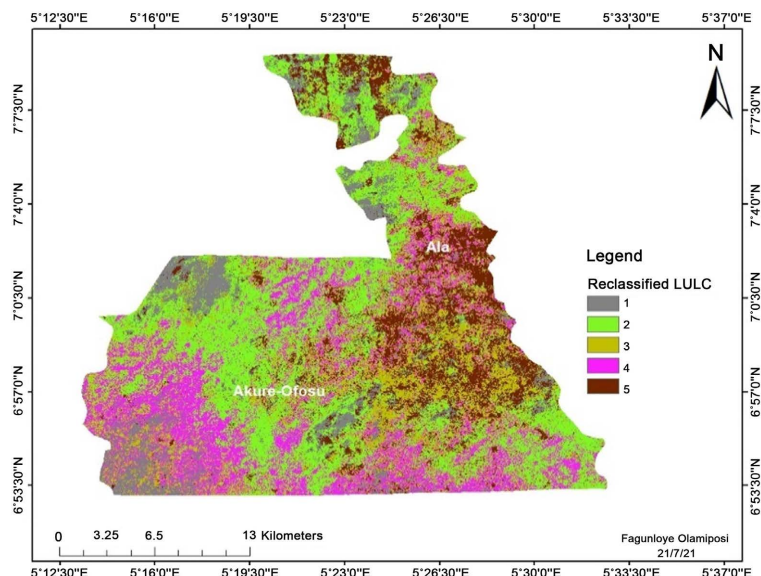 5°12'30"E 5°16'0"E 5°19'30"E 5°23'0"E 5°26'30"E 5°30'0"E 5°33'30"E 5°37'0"E
N
7°7'30"N 7°7'30"N
7°4'0"N 7°4'0"N
Ala
Legend
Reclassified LULC
7°0'30"N 7°0'30"N
1
2
3
4
5
6°57'0"N 6°57'0"N
Akure-Ofosu
6°53'30"N 6°53'30"N
0 3.25 6.5 13 Kilometers
Fagunloye Olamiposi
21/7/21
5°12'30"E 5°16'0"E 5°19'30"E 5°23'0"E 5°26'30"E 5°30'0"E 5°33'30"E 5°37'0"E